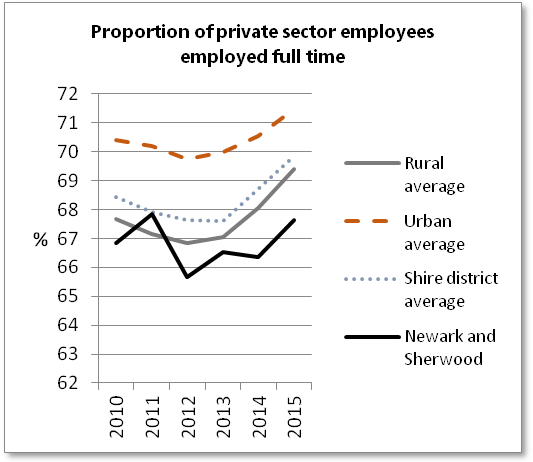 Proportion of private sector employees
employed full time
72
71
70
69
68
67
66
65
64
63
62
%
2010
2011
2012
2013
2014
2015
Rural
average
Urban
average
Shire district
average
Newark and
Sherwood